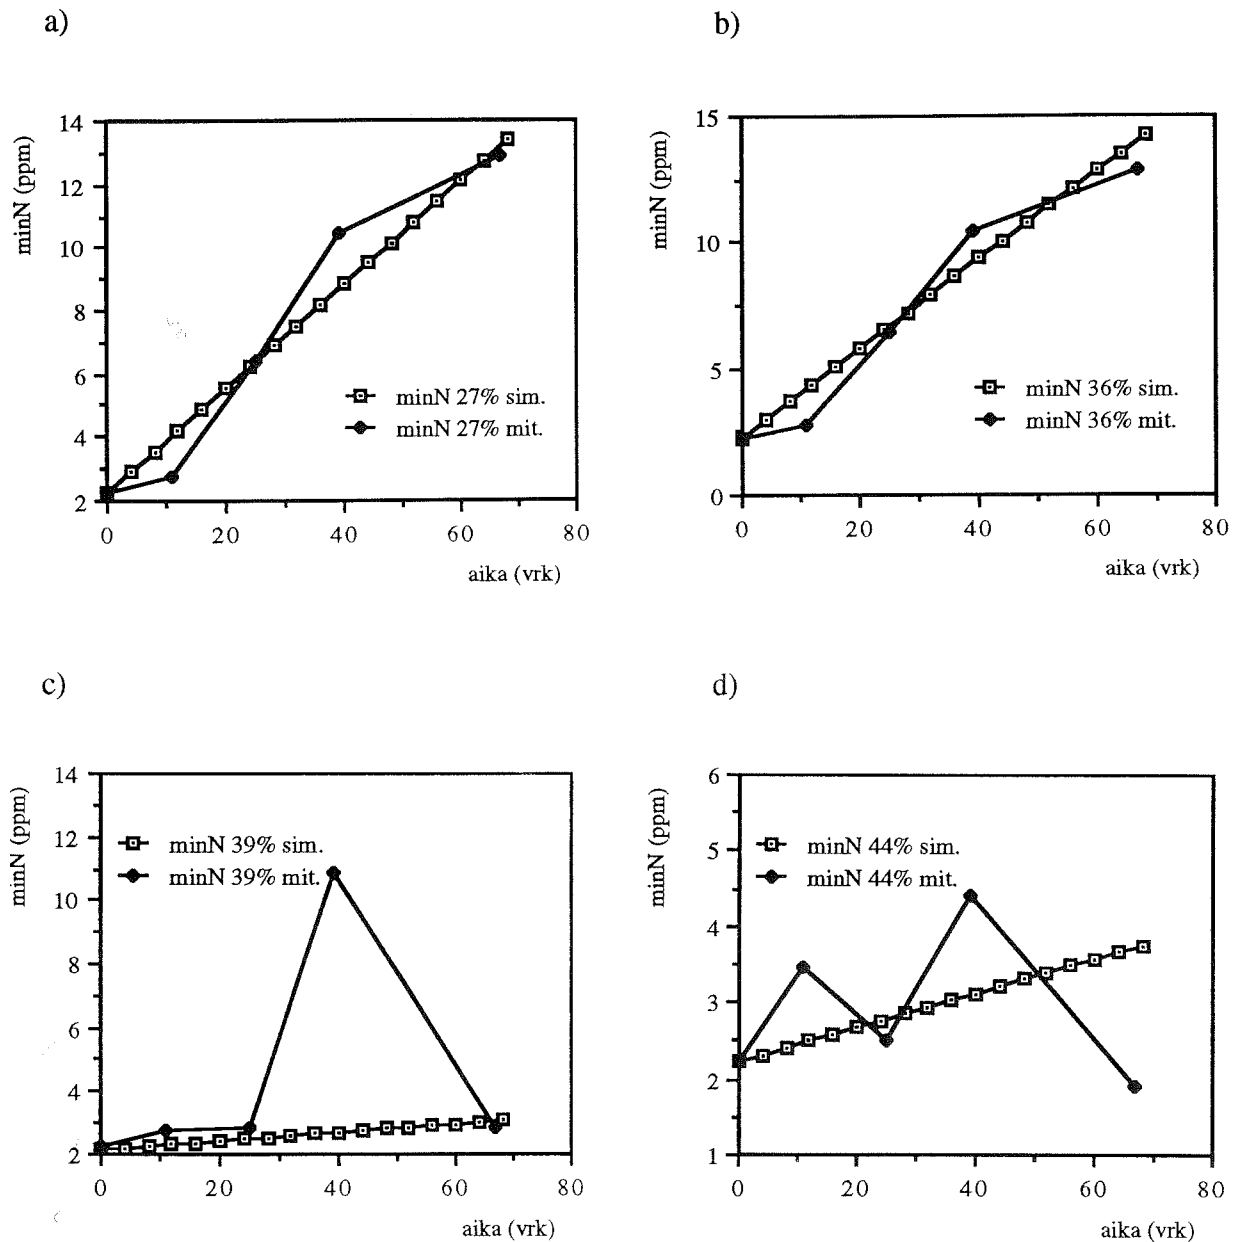 a)
minN (ppm)
14
12
10
8
6
4
2
minN 27% sim.
minN 27% mit.
0
20
40
60
80
aika (vrk)
b)
minN (ppm)
15
10
5
0
minN 36% sim.
minN 36% mit.
0
20
40
60
80
aika (vrk)
c)
minN (ppm)
14
12
10
8
6
4
2
minN 39% sim.
minN 39% mit.
0
20
40
60
80
aika (vrk)
d)
minN (ppm)
6
5
4
3
2
1
minN 44% sim.
minN 44% mit.
0
20
40
60
80
aika (vrk)